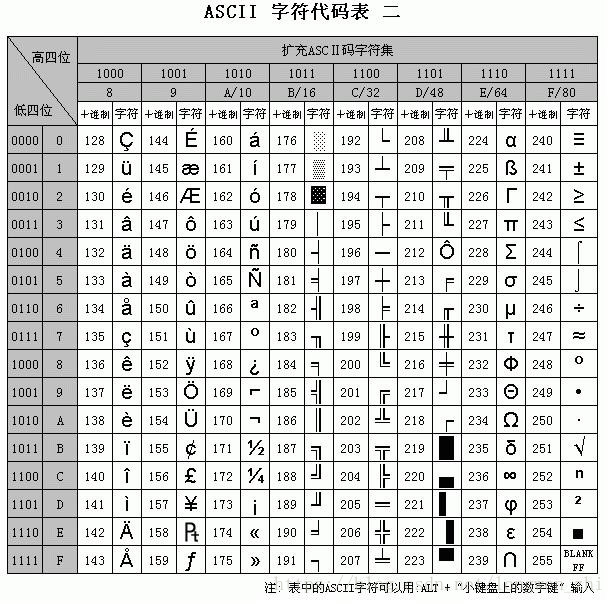 ASCII 字符代码表 二
高四位 扩充ASCⅡ码字符集
1000 1001 1010 1011 1100 1101 1110 1111
低四位 8 9 A/10 B/16 C/32 D/48 E/64 F/80
十进制 字符 十进制 字符 十进制 字符 十进制 字符 十进制 字符 十进制 字符 十进制 字符 十进制 字符
0000 0 128 Ç 144 É 160 á 176 ░ 192 └ 208 ╨ 224 α 240 ≡
0001 1 129 ü 145 æ 161 í 177 ▒ 193 ┴ 209 ╤ 225 ß 241 ±
0010 2 130 é 146 Æ 162 ó 178 ▓ 194 ┬ 210 ╥ 226 Γ 242 ≥
0011 3 131 â 147 ô 163 ú 179 │ 195 ├ 211 ╙ 227 π 243 ≤
0100 4 132 ä 148 ö 164 ñ 180 ┤ 196 ─ 212 Ô 228 Σ 244 ⌠
0101 5 133 à 149 ò 165 Ñ 181 ╡ 197 ┼ 213 ╒ 229 σ 245 ⌡
0110 6 134 å 150 û 166 ª 182 ╢ 198 ╞ 214 ╓ 230 µ 246 ÷
0111 7 135 ç 151 ù 167 º 183 ╖ 199 ╟ 215 ╫ 231 τ 247 ≈
1000 8 136 ê 152 ÿ 168 ¿ 184 ╕ 200 ╚ 216 ╪ 232 Φ 248 °
1001 9 137 ë 153 Ö 169 ⌐ 185 ╣ 201 ╔ 217 ┘ 233 Θ 249 •
1010 A 138 è 154 Ü 170 ¬ 186 ║ 202 ╩ 218 ┌ 234 Ω 250 ·
1011 B 139 ï 155 ¢ 171 ½ 187 ╗ 203 ╦ 219 █ 235 δ 251 √
1100 C 140 î 156 £ 172 ¼ 188 ╝ 204 ╠ 220 ▄ 236 ∞ 252 ⁿ
1101 D 141 ì 157 ¥ 173 ¡ 189 ╜ 205 ═ 221 ▌ 237 φ 253 ²
1110 E 142 Ä 158 ₧ 174 « 190 ╛ 206 ╬ 222 ▐ 238 ε 254 ■
1111 F 143 Å 159 ƒ 175 » 191 ┐ 207 ╧ 223 ▀ 239 ∩ 255 BLANK FF
注：表中的ASCII字符可以用：ALT + "小键盘上的数字键" 输入